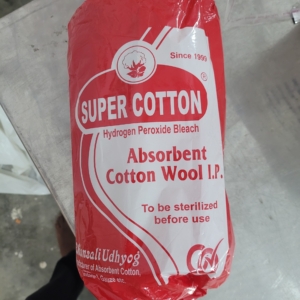 Since 1999
SUPER COTTON
®
Hydrogen Peroxide Bleach
Absorbent
Cotton Wool I.P.
To be sterilized
before use
Udhyog
of Absorbent Cotton,